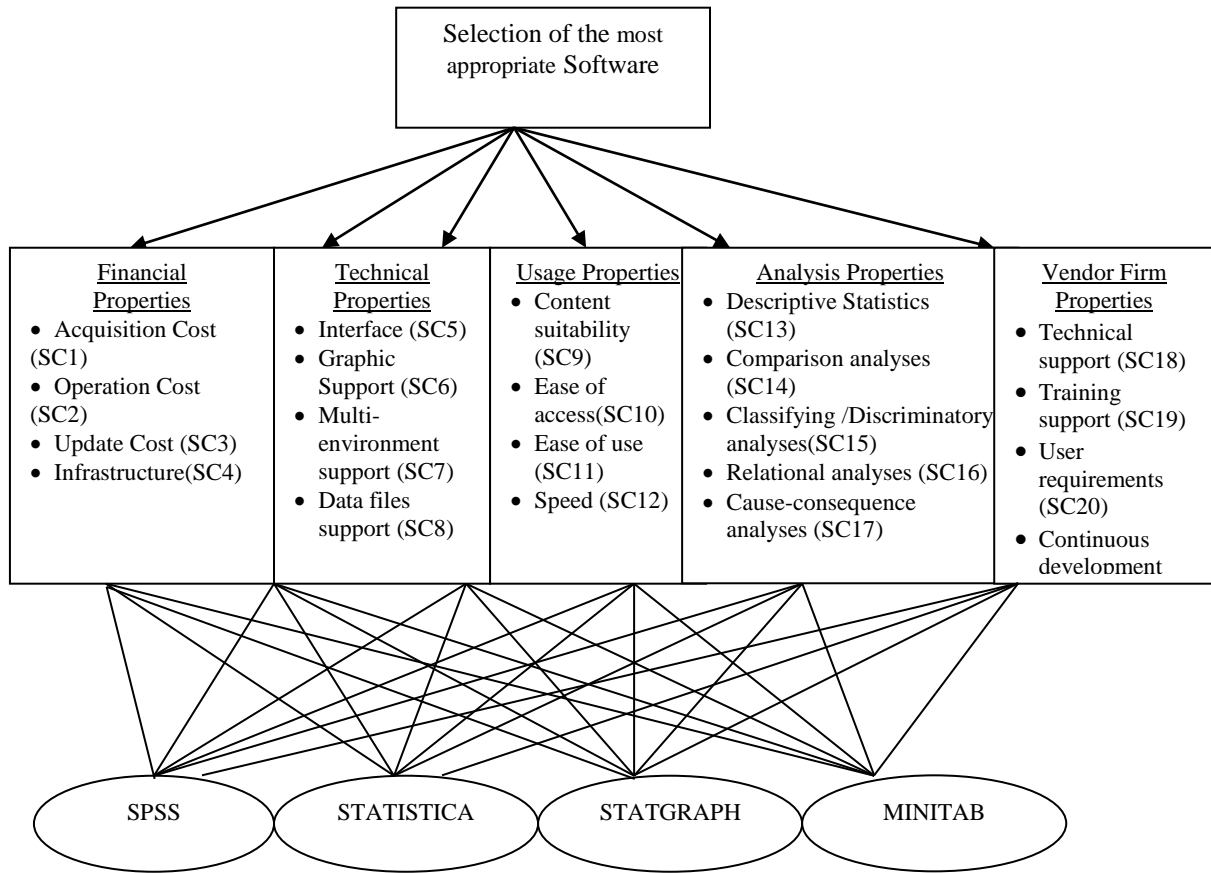 Selection of the most
appropriate Software
Financial
Properties
• Acquisition Cost
(SC1)
• Operation Cost
(SC2)
• Update Cost (SC3)
• Infrastructure(SC4)
Technical
Properties
• Interface (SC5)
• Graphic
Support (SC6)
• Multi-
environment
support (SC7)
• Data files
support (SC8)
Usage Properties
• Content
suitability
(SC9)
• Ease of
access(SC10)
• Ease of use
(SC11)
• Speed (SC12)
Analysis Properties
• Descriptive Statistics
(SC13)
• Comparison analyses
(SC14)
• Classifying /Discriminatory
analyses(SC15)
• Relational analyses (SC16)
• Cause-consequence
analyses (SC17)
Vendor Firm
Properties
• Technical
support (SC18)
• Training
support (SC19)
• User
requirements
(SC20)
• Continuous
development
SPSS
STATISTICA
STATGRAPH
MINITAB